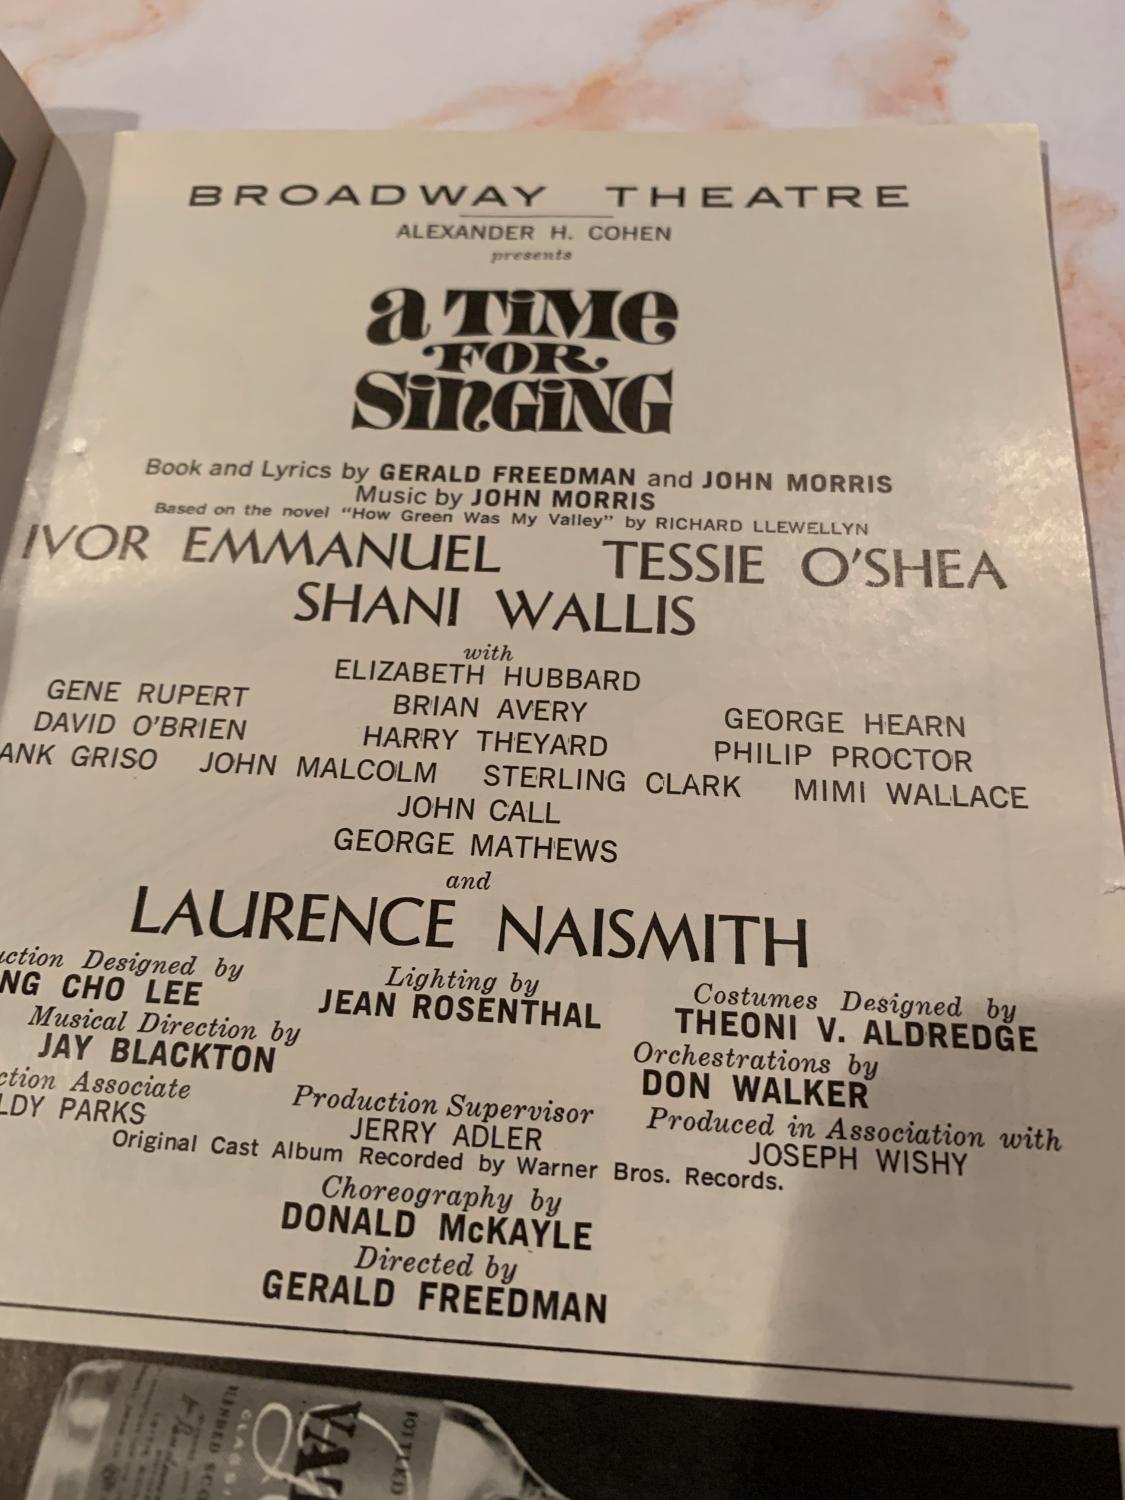 BROADWAY THEATRE
ALEXANDER H. COHEN
presents
a TiMe
FOR
SiNGiNG
Book and Lyrics by GERALD FREEDMAN and JOHN MORRIS
Music by JOHN MORRIS
Based on the novel “How Green Was My Valley” by RICHARD LLEWELLYN
IVOR EMMANUEL TESSIE O'SHEA
SHANI WALLIS
with
ELIZABETH HUBBARD
GENE RUPERT BRIAN AVERY GEORGE HEARN
DAVID O'BRIEN HARRY THEYARD PHILIP PROCTOR
ANK GRISO JOHN MALCOLM STERLING CLARK MIMI WALLACE
JOHN CALL
GEORGE MATHEWS
and
LAURENCE NAISMITH
uction Designed by Lighting by Costumes Designed by
NG CHO LEE JEAN ROSENTHAL THEONI V. ALDREDGE
Musical Direction by Orchestrations by
JAY BLACKTON DON WALKER
ction Associate Production Supervisor Produced in Association with
LDY PARKS JERRY ADLER JOSEPH WISHY
Original Cast Album Recorded by Warner Bros. Records.
Choreography by
DONALD McKAYLE
Directed by
GERALD FREEDMAN